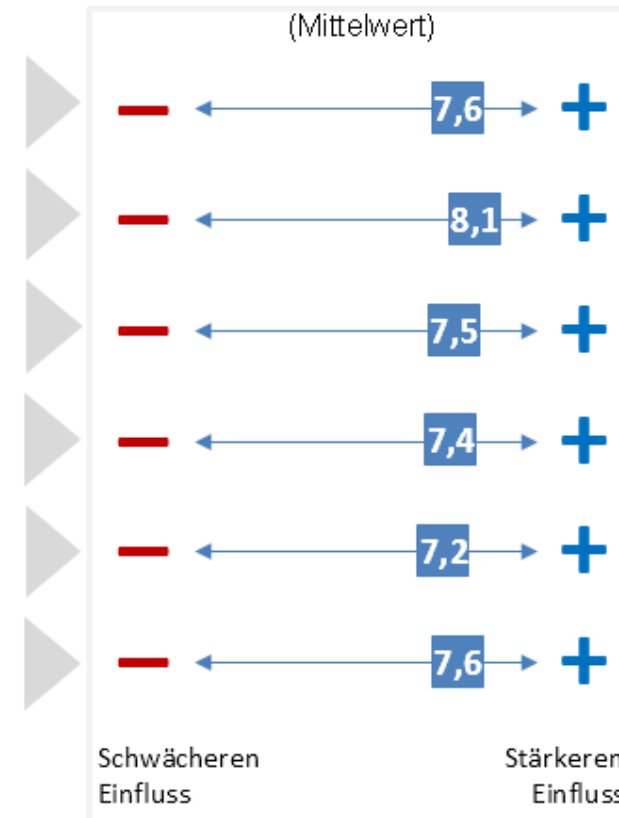 (Mittelwert)
7,6
8,1
7,5
7,4
7,2
7,6
Schwächeren Stärkeren
Einfluss Einfluss